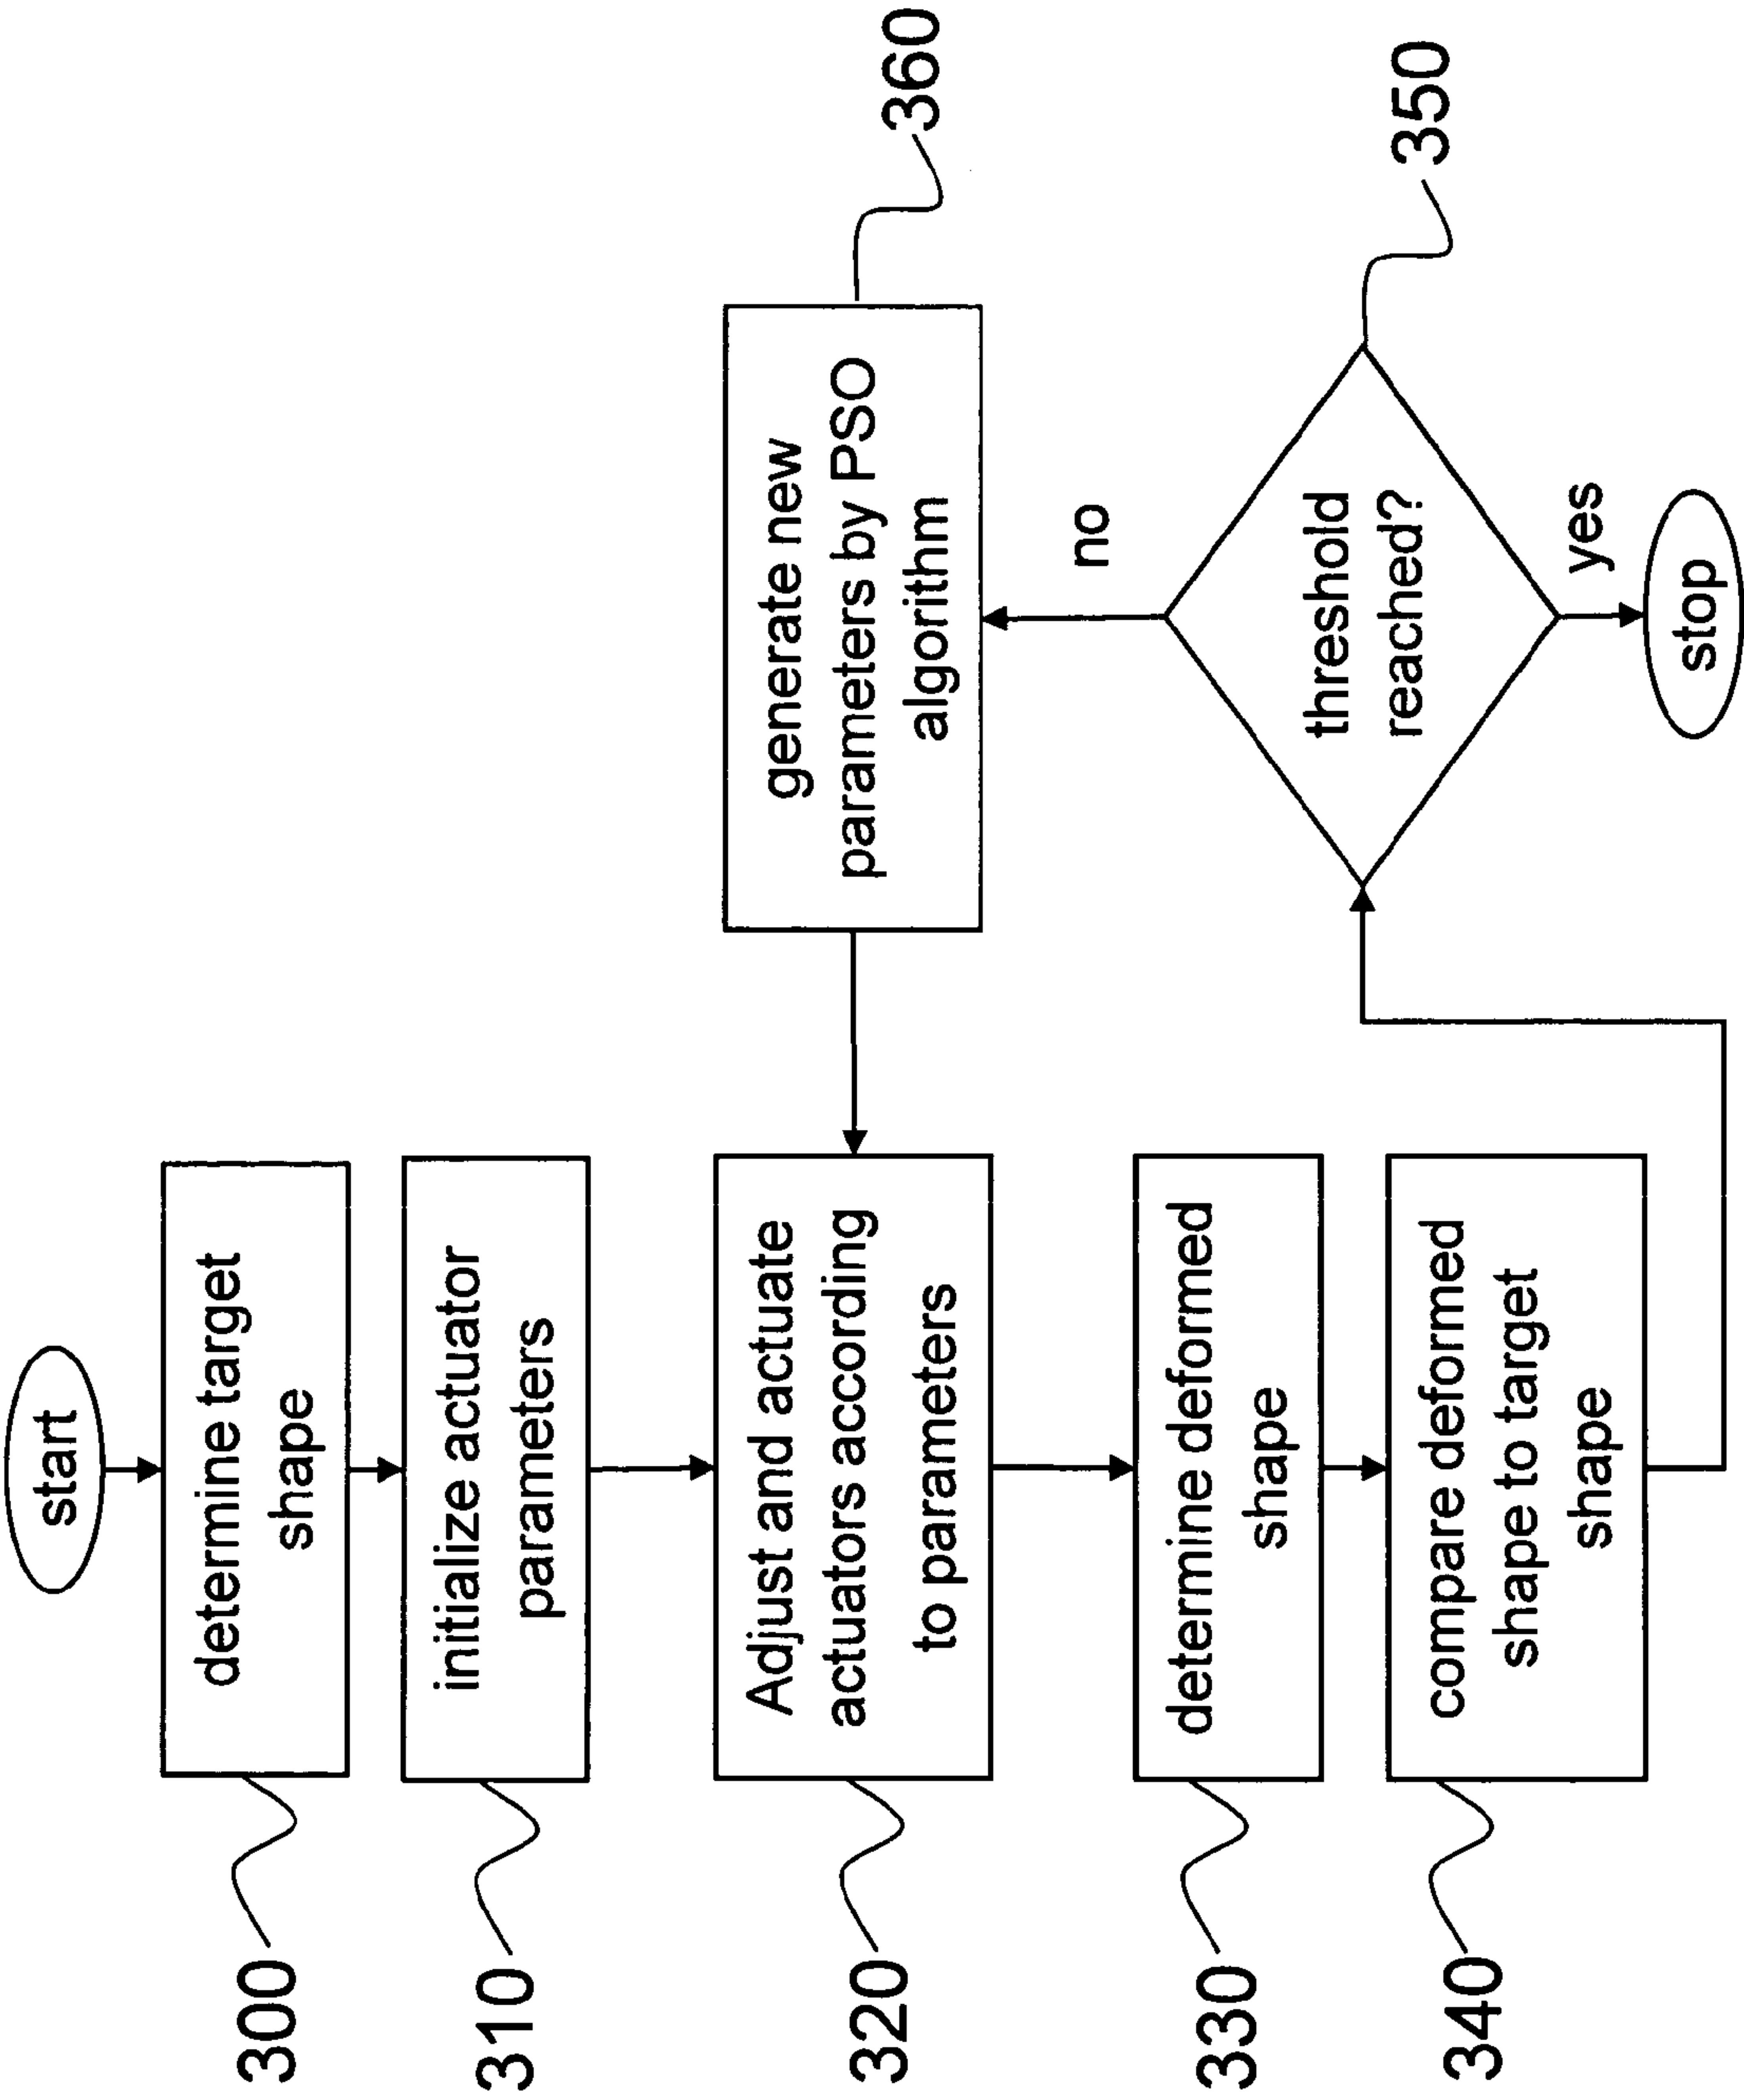 start
300
determine target
shape
310
initialize actuator
parameters
320
Adjust and actuate
actuators according
to parameters
330
determine deformed
shape
340
compare deformed
shape to target
shape
generate new
parameters by PSO
algorithm
360
no
threshold
reached?
350
yes
stop